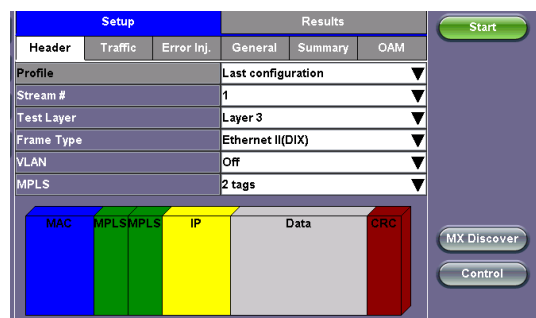 Setup Results
Start
Header Traffic Error Inj. General Summary OAM
Profile Last configuration
Stream # 1
Test Layer Layer 3
Frame Type Ethernet II(DIX)
VLAN Off
MPLS 2 tags
MAC MPLS MPLS IP Data CRC
MX Discover
Control